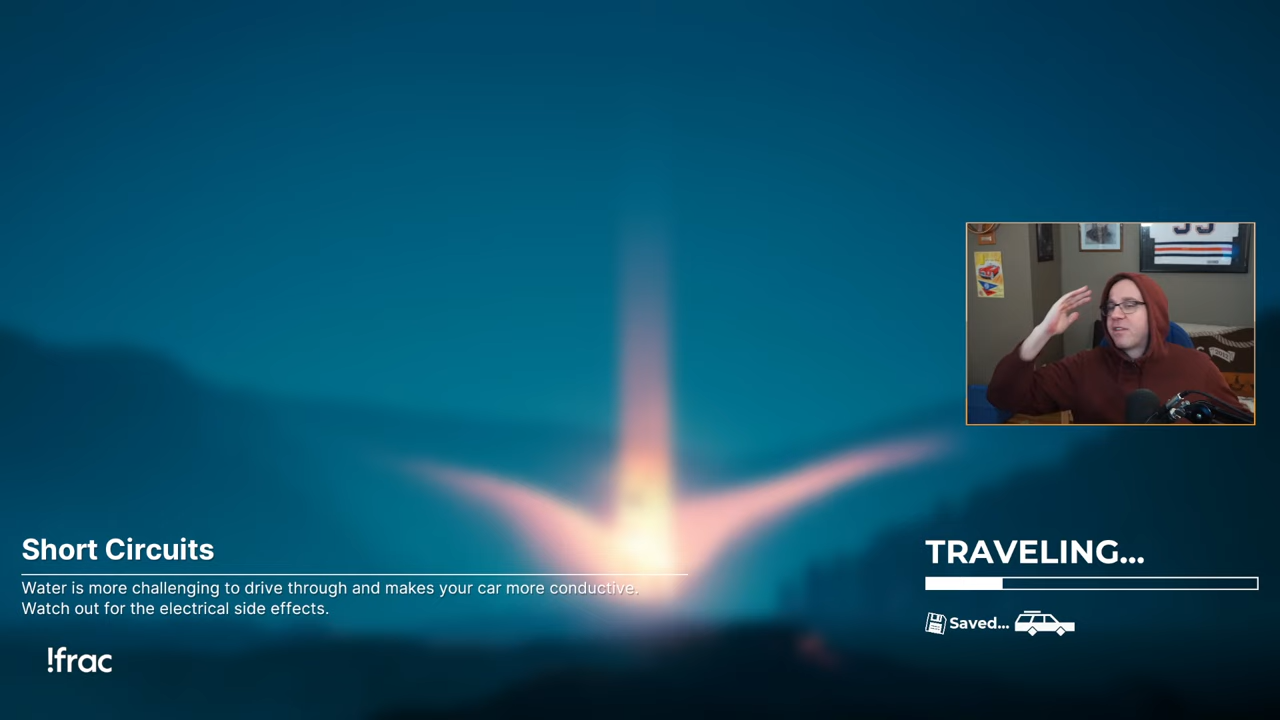 Short Circuits
Water is more challenging to drive through and makes your car more conductive.
Watch out for the electrical side effects.
!frac
TRAVELING...
Saved...